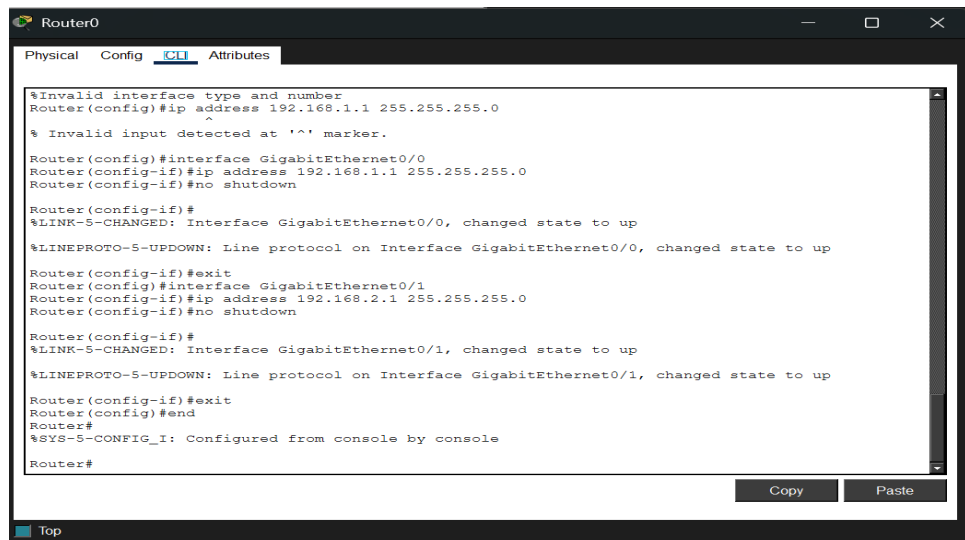 Router0
Physical Config CLI Attributes
%Invalid interface type and number
Router(config)#ip address 192.168.1.1 255.255.255.0
^
% Invalid input detected at '^' marker.
Router(config)#interface GigabitEthernet0/0
Router(config-if)#ip address 192.168.1.1 255.255.255.0
Router(config-if)#no shutdown
Router(config-if)#
%LINK-5-CHANGED: Interface GigabitEthernet0/0, changed state to up
%LINEPROTO-5-UPDOWN: Line protocol on Interface GigabitEthernet0/0, changed state to up
Router(config-if)#exit
Router(config)#interface GigabitEthernet0/1
Router(config-if)#ip address 192.168.2.1 255.255.255.0
Router(config-if)#no shutdown
Router(config-if)#
%LINK-5-CHANGED: Interface GigabitEthernet0/1, changed state to up
%LINEPROTO-5-UPDOWN: Line protocol on Interface GigabitEthernet0/1, changed state to up
Router(config-if)#exit
Router(config)#end
Router#
%SYS-5-CONFIG_I: Configured from console by console
Router#
Copy Paste
Top